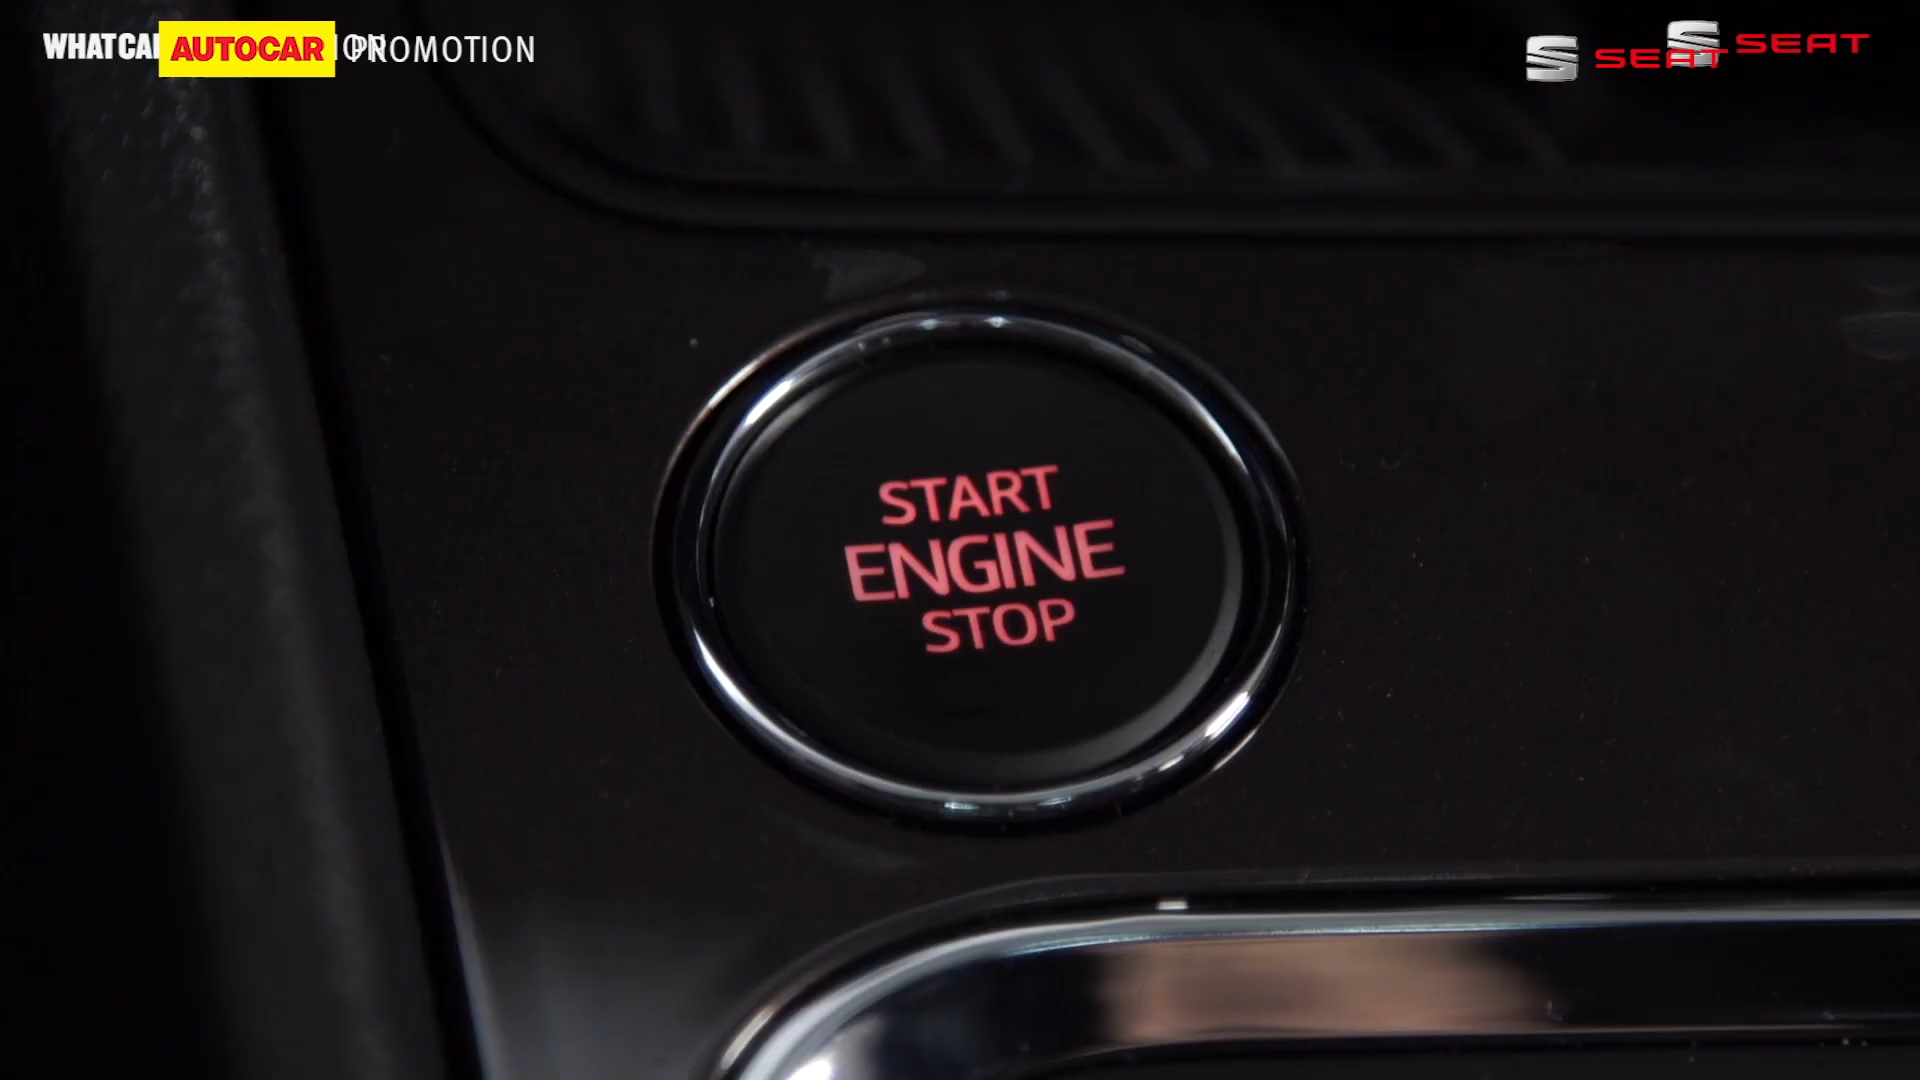 AUTOCAR PROMOTION
SEAT SEAT
START
ENGINE
STOP